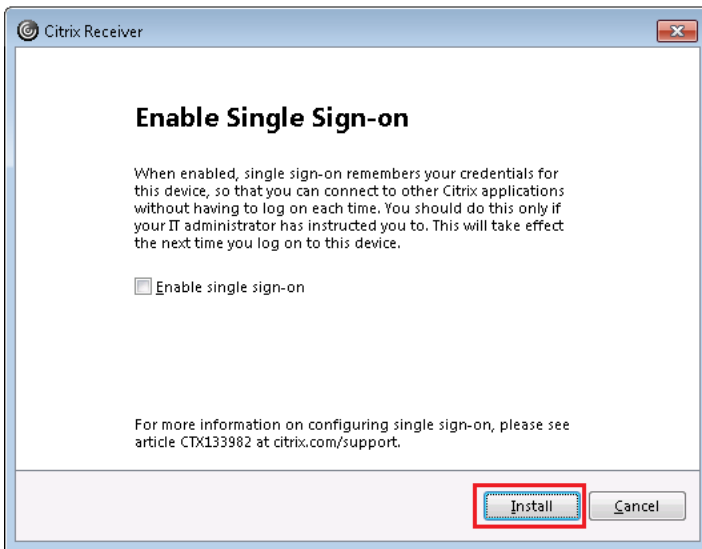 Citrix Receiver
Enable Single Sign-on
When enabled, single sign-on remembers your credentials for
this device, so that you can connect to other Citrix applications
without having to log on each time. You should do this only if
your IT administrator has instructed you to. This will take effect
the next time you log on to this device.
Enable single sign-on
For more information on configuring single sign-on, please see
article CTX133982 at citrix.com/support.
Install Cancel